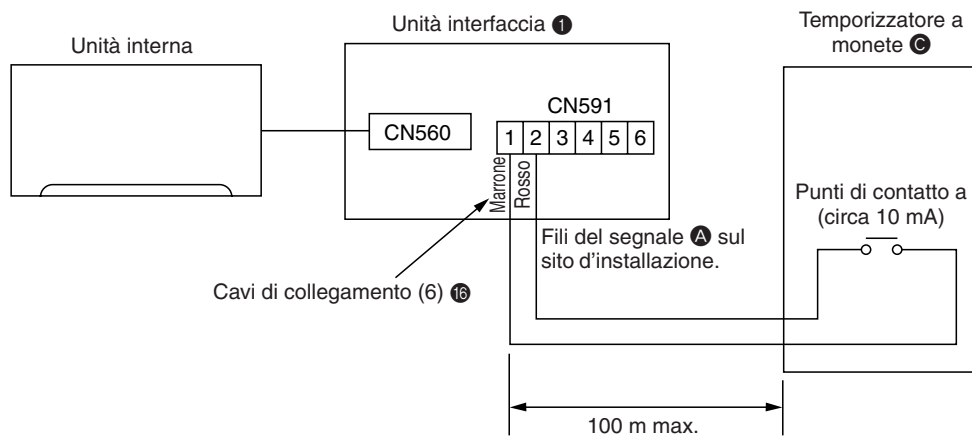 Unità interna
Unità interfaccia ❶
Temporizzatore a
monete Ⓒ
CN560
CN591
1 2 3 4 5 6
Marrone
Rosso
Punti di contatto a
(circa 10 mA)
Fili del segnale Ⓐ sul
sito d'installazione.
Cavi di collegamento (6) ⓰
100 m max.